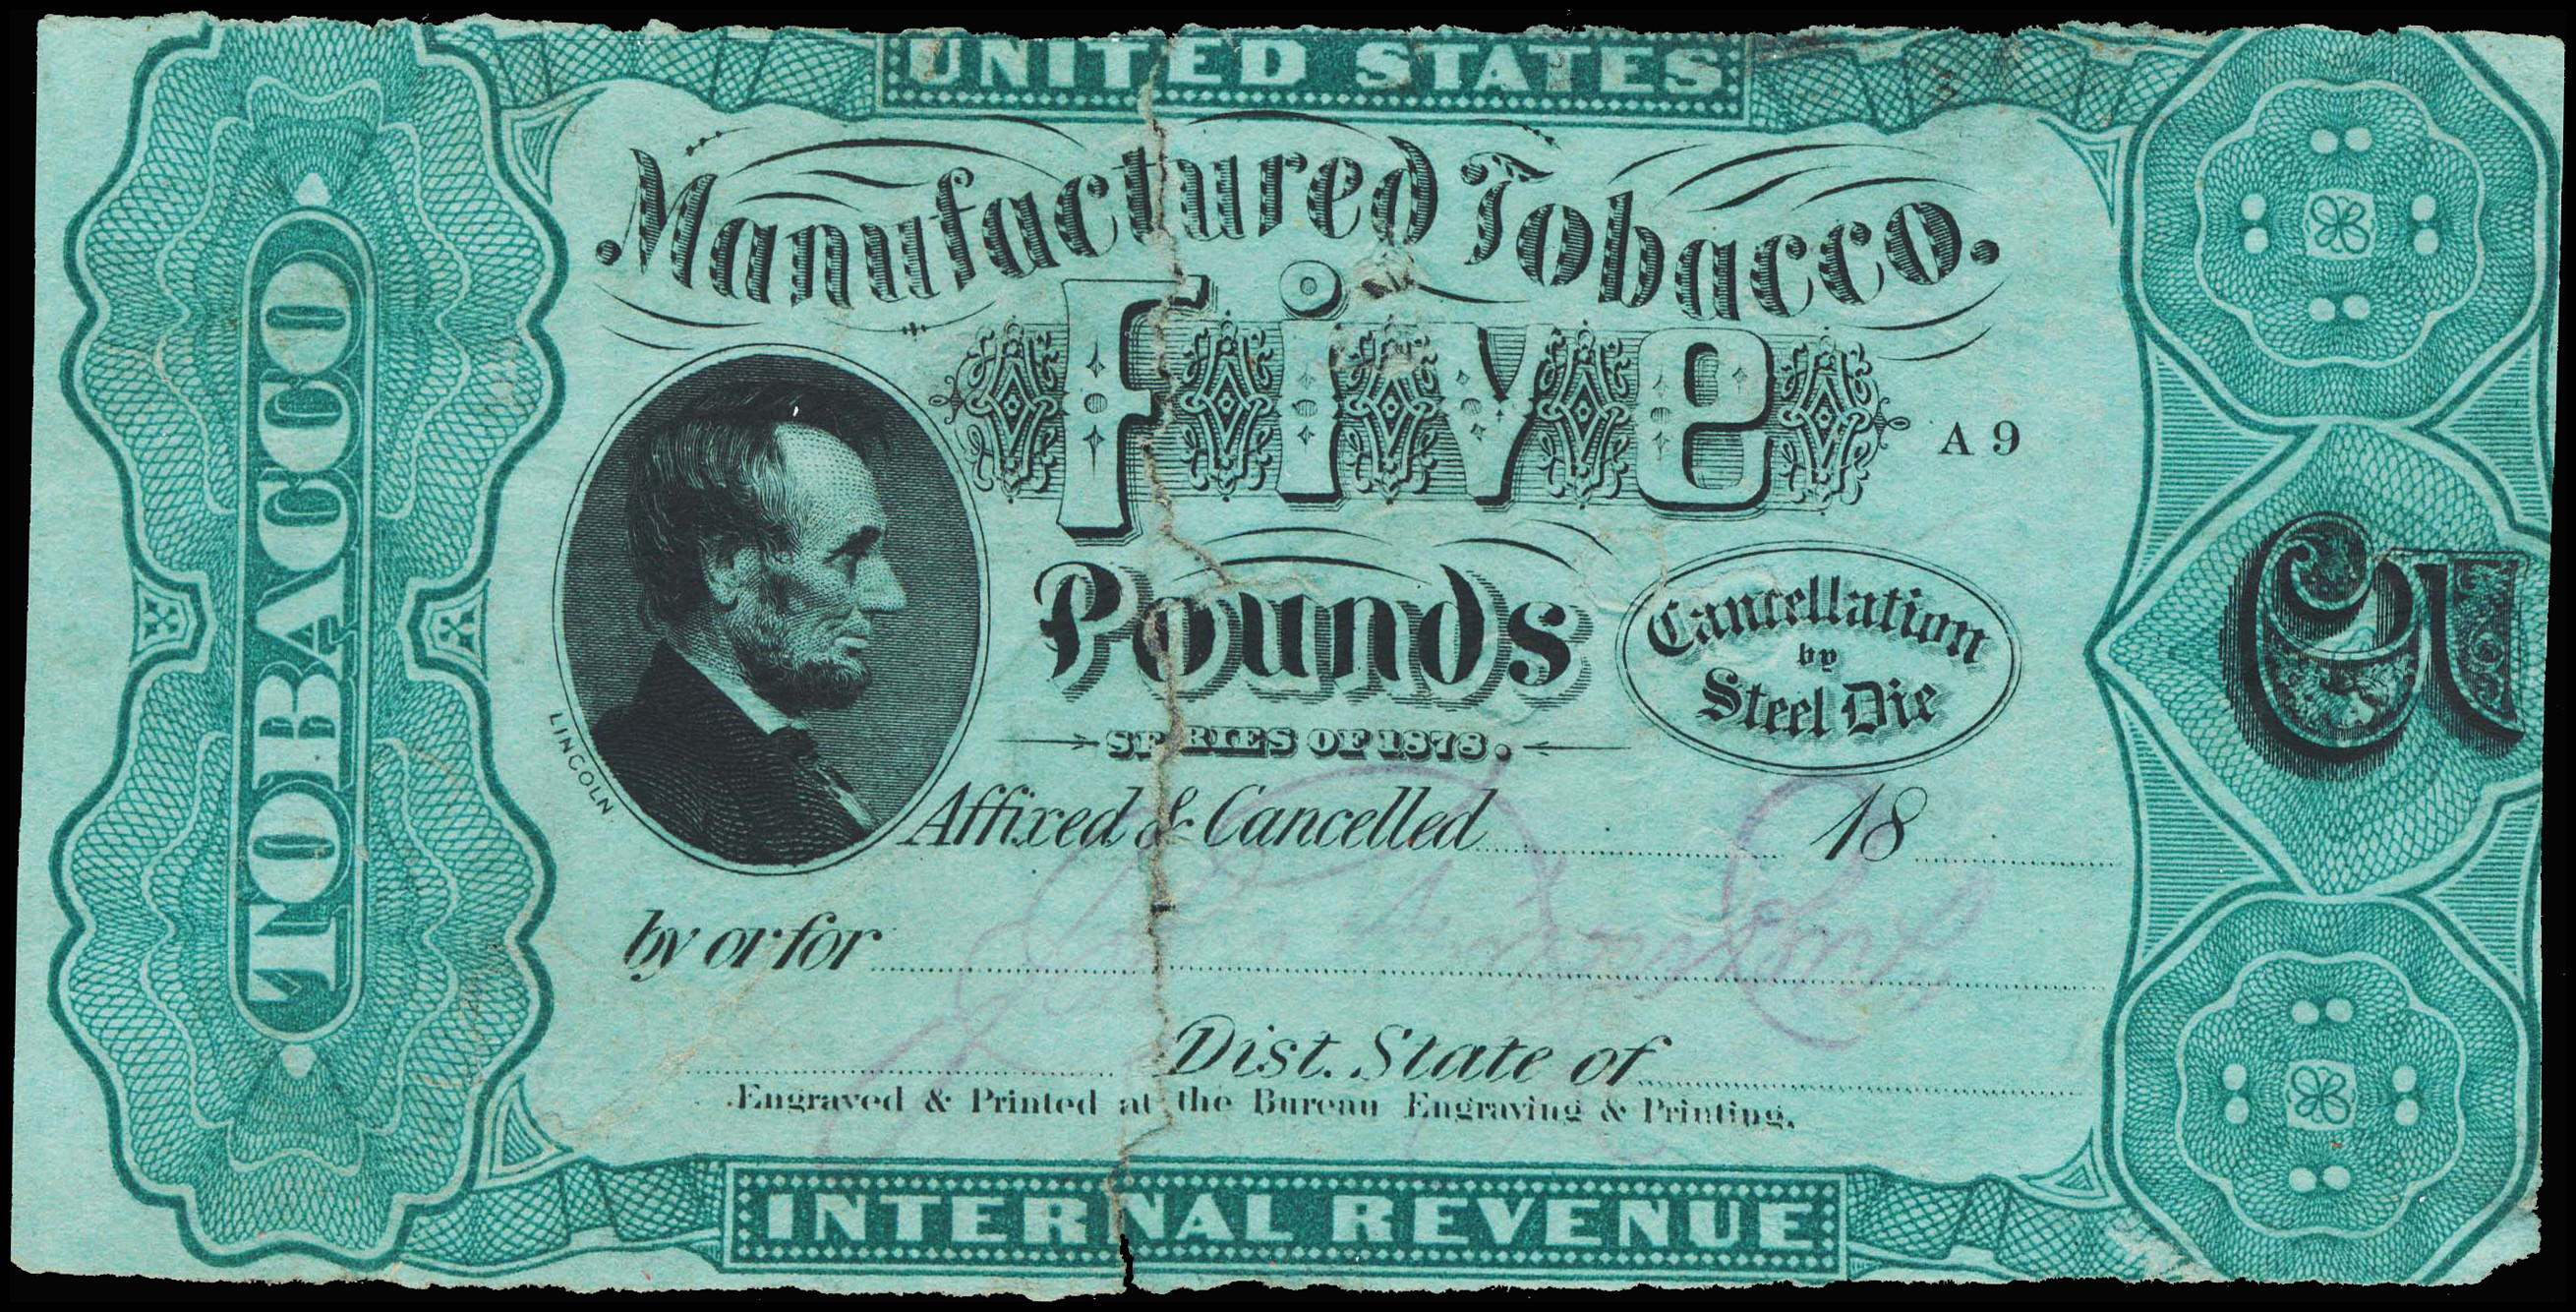 UNITED STATES
Manufactured Tobacco.
TOBACCO
Five
A 9
Pounds
Cancellation
by
Steel Die
5
LINCOLN
SERIES OF 1878.
Affixed & Cancelled 18
by or for
Dist. State of
Engraved & Printed at the Bureau Engraving & Printing.
INTERNAL REVENUE